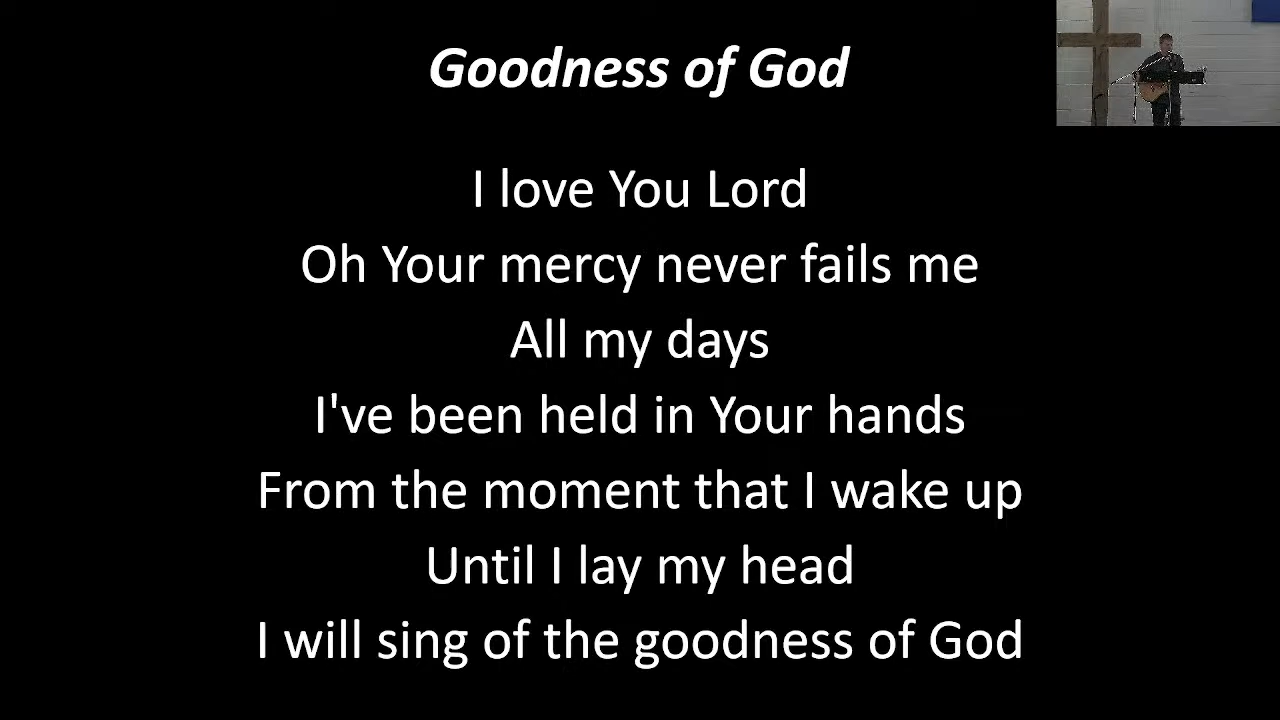 Goodness of God
I love You Lord
Oh Your mercy never fails me
All my days
I've been held in Your hands
From the moment that I wake up
Until I lay my head
I will sing of the goodness of God